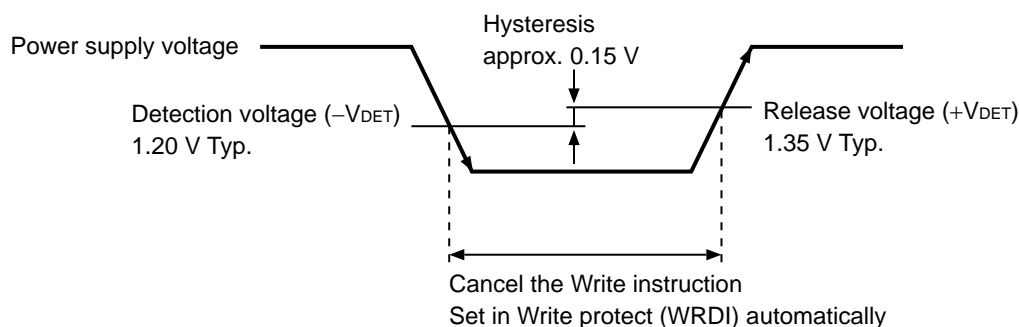 Hysteresis
approx. 0.15 V
Power supply voltage
Detection voltage (−VDET)
1.20 V Typ.
Release voltage (+VDET)
1.35 V Typ.
Cancel the Write instruction
Set in Write protect (WRDI) automatically